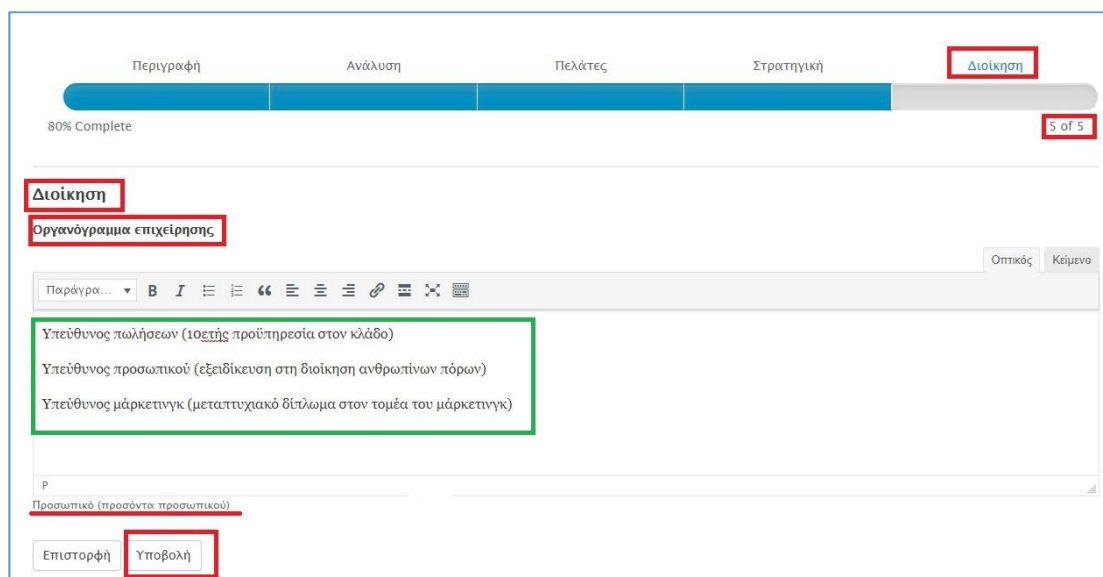 Περιγραφή Ανάλυση Πελάτες Στρατηγική Διοίκηση
80% Complete 5 of 5
Διοίκηση
Οργανόγραμμα επιχείρησης
Οπτικός Κείμενο
Παράγρα...
Υπεύθυνος πωλήσεων (10ετής προϋπηρεσία στον κλάδο)
Υπεύθυνος προσωπικού (εξειδίκευση στη διοίκηση ανθρωπίνων πόρων)
Υπεύθυνος μάρκετινγκ (μεταπτυχιακό δίπλωμα στον τομέα του μάρκετινγκ)
P
Προσωπικό (προσόντα προσωπικού)
Επιστορφή Υποβολή